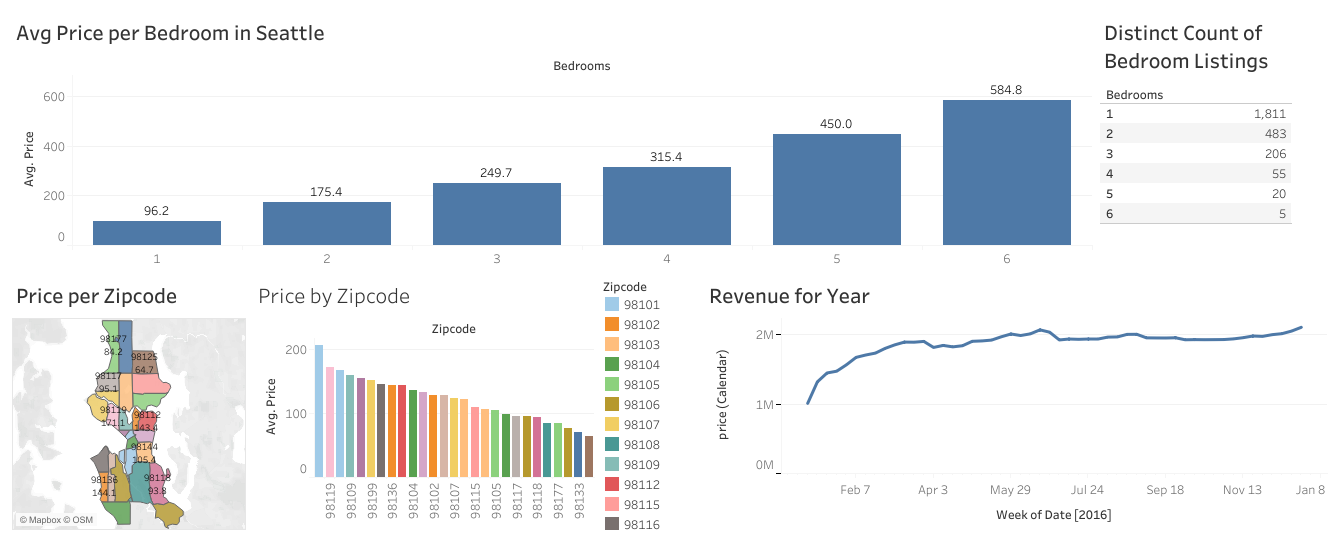 Avg Price per Bedroom in Seattle
Bedrooms
Avg. Price
600
400
200
0
96.2
175.4
249.7
315.4
450.0
584.8
1
2
3
4
5
6
Distinct Count of
Bedroom Listings
Bedrooms
1 1,811
2 483
3 206
4 55
5 20
6 5
Price per Zipcode
98177
84.2
98125
64.7
98117
95.1
98119
171.1
98112
143.4
98144
105.4
98136
144.1
98118
93.8
© Mapbox © OSM
Price by Zipcode
Zipcode
Avg. Price
200
100
0
98119
98109
98199
98136
98104
98102
98107
98115
98105
98117
98118
98177
98133
Zipcode
98101
98102
98103
98104
98105
98106
98107
98108
98109
98112
98115
98116
Revenue for Year
price (Calendar)
2M
1M
0M
Feb 7
Apr 3
May 29
Jul 24
Sep 18
Nov 13
Jan 8
Week of Date [2016]